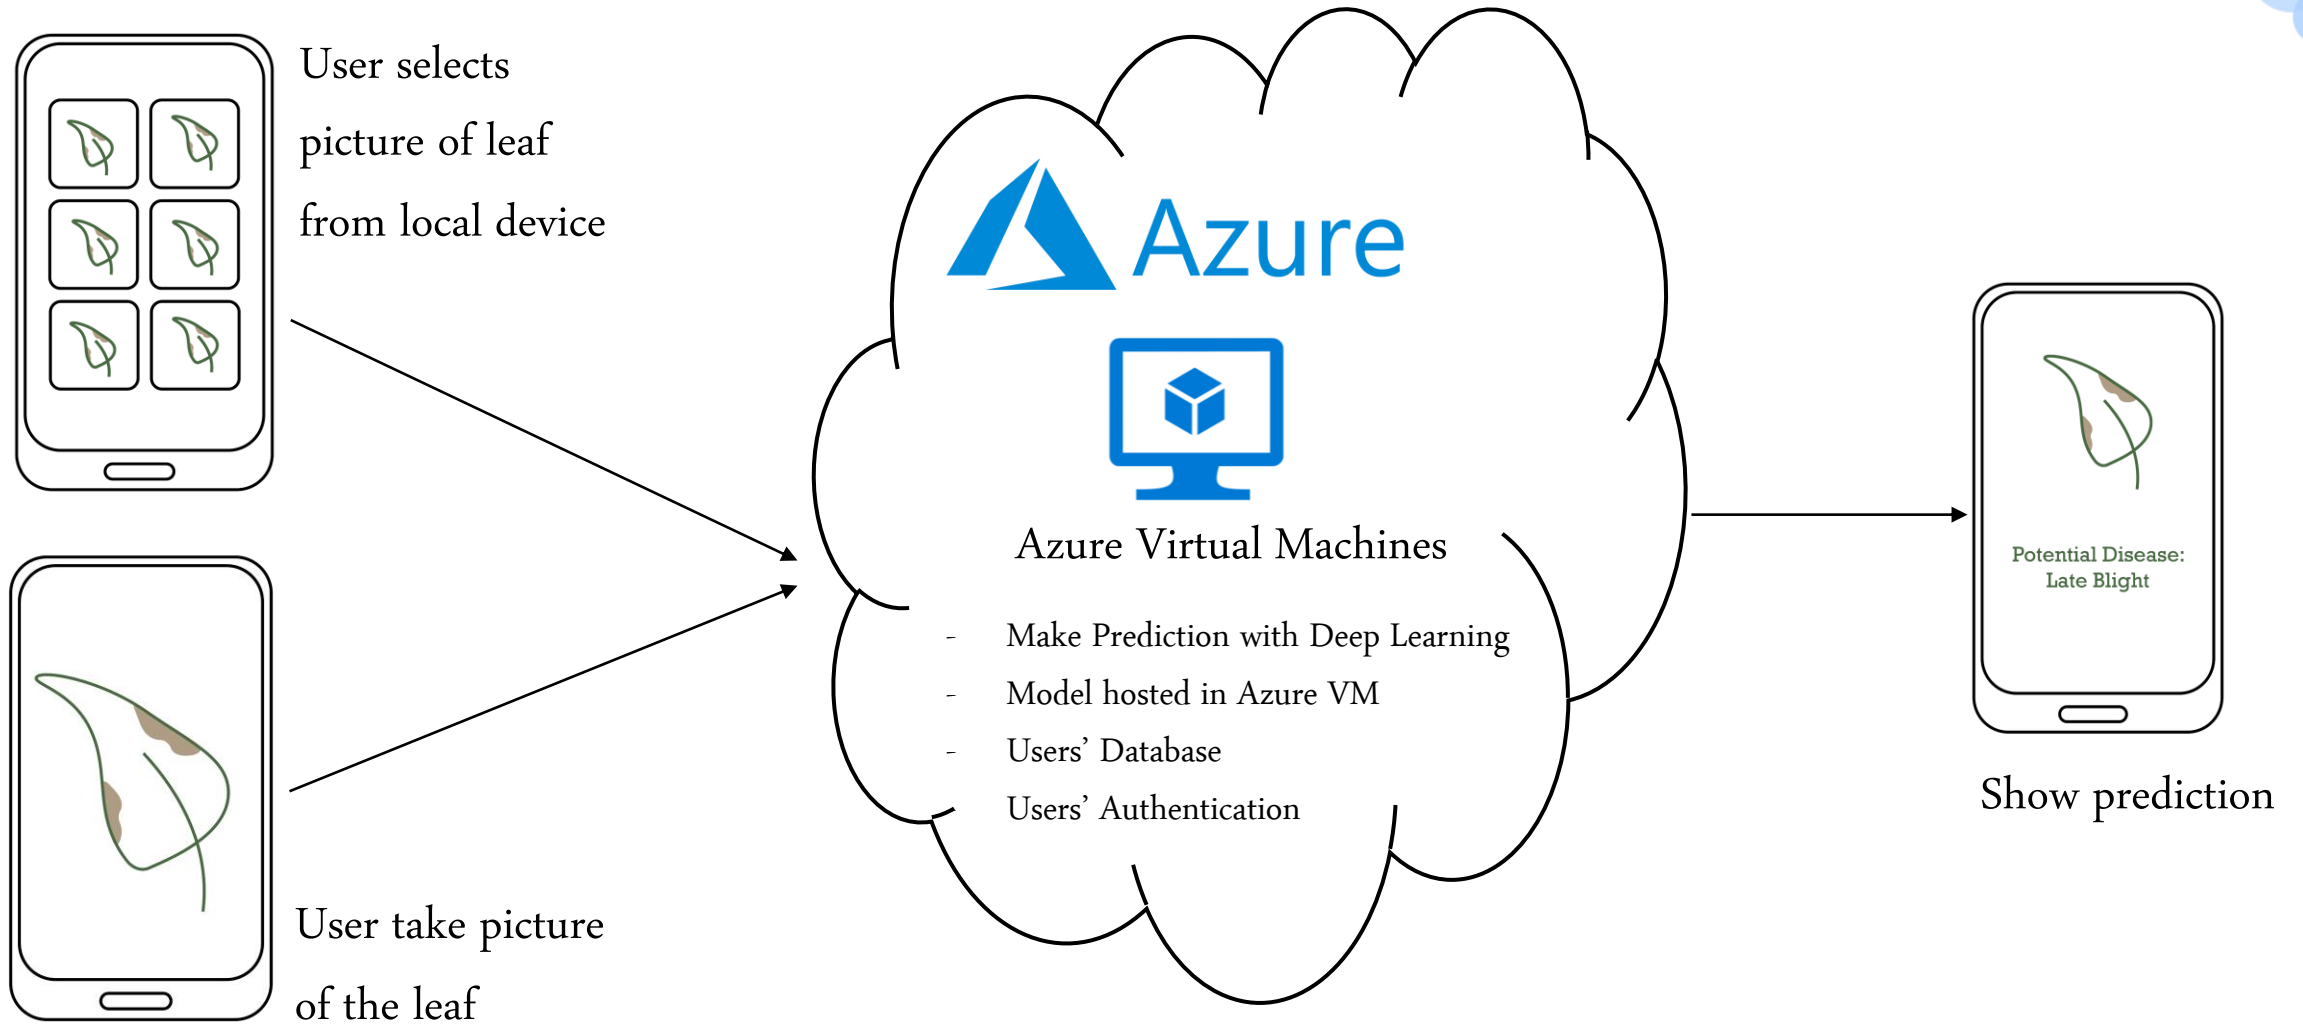 User selects
picture of leaf
from local device
User take picture
of the leaf
Azure
Azure Virtual Machines
- Make Prediction with Deep Learning
- Model hosted in Azure VM
- Users’ Database
Users’ Authentication
Potential Disease:
Late Blight
Show prediction